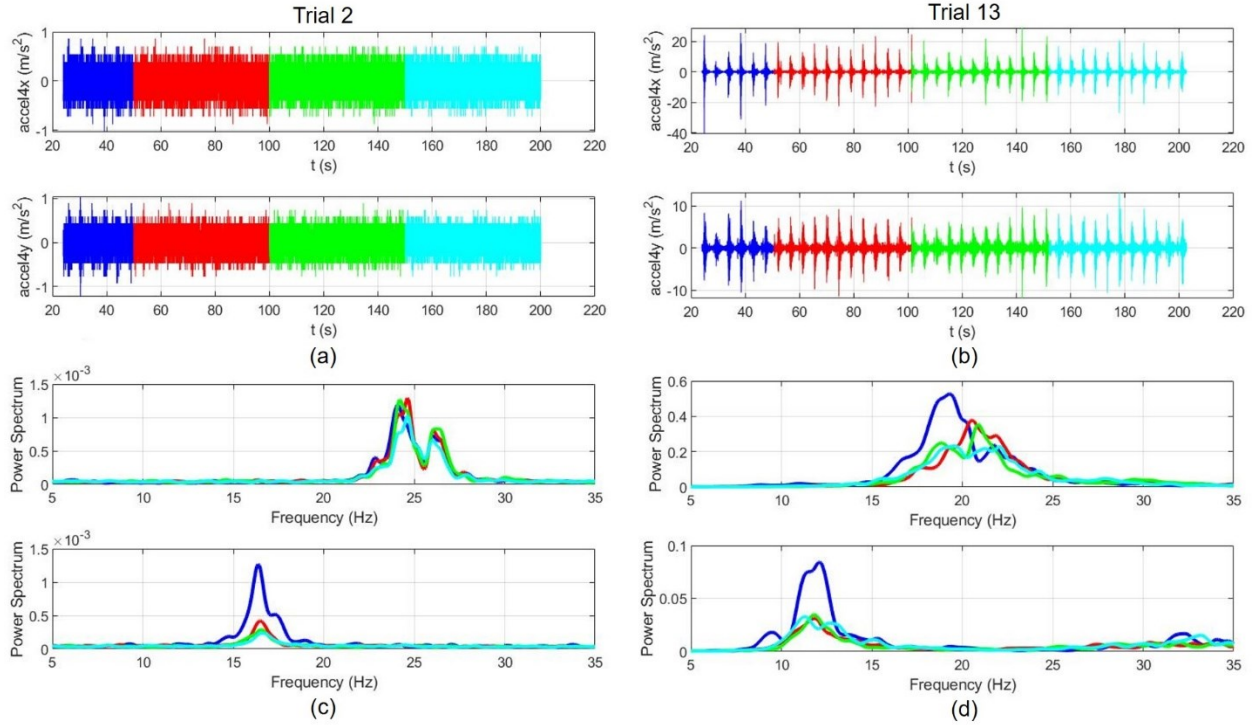 Trial 2
Trial 13
accel4x (m/s²)
1
0
-1
20 40 60 80 100 120 140 160 180 200 220
t (s)
accel4x (m/s²)
20
0
-20
-40
20 40 60 80 100 120 140 160 180 200 220
t (s)
accel4y (m/s²)
1
0
-1
20 40 60 80 100 120 140 160 180 200 220
t (s)
(a)
accel4y (m/s²)
10
0
-10
20 40 60 80 100 120 140 160 180 200 220
t (s)
(b)
Power Spectrum
× 10⁻³
1.5
1
0.5
0
5 10 15 20 25 30 35
Frequency (Hz)
Power Spectrum
0.6
0.4
0.2
0
5 10 15 20 25 30 35
Frequency (Hz)
Power Spectrum
× 10⁻³
1.5
1
0.5
0
5 10 15 20 25 30 35
Frequency (Hz)
(c)
Power Spectrum
0.1
0.05
0
5 10 15 20 25 30 35
Frequency (Hz)
(d)